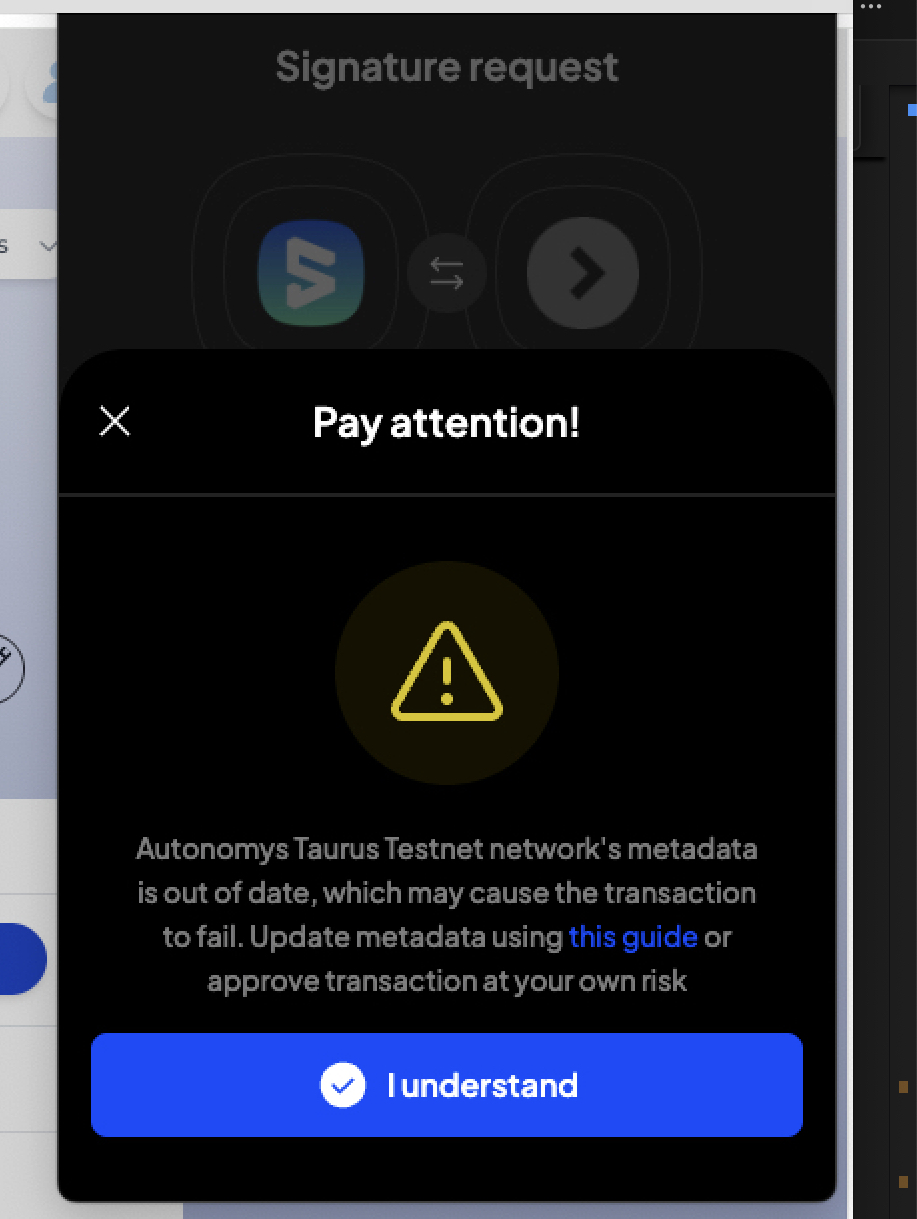 Signature request
s
Pay attention!
Autonomys Taurus Testnet network's metadata
is out of date, which may cause the transaction
to fail. Update metadata using this guide or
approve transaction at your own risk
I understand